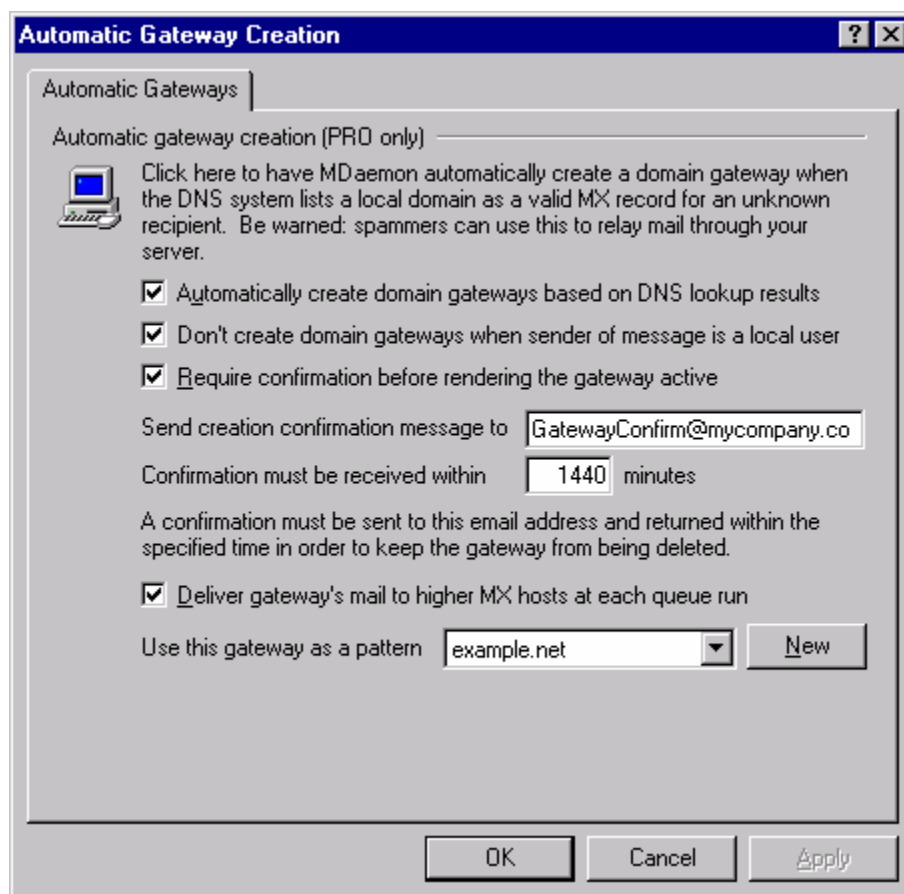 Automatic Gateway Creation
Automatic Gateways
Automatic gateway creation (PRO only)
Click here to have MDaemon automatically create a domain gateway when
the DNS system lists a local domain as a valid MX record for an unknown
recipient.  Be warned: spammers can use this to relay mail through your
server.
Automatically create domain gateways based on DNS lookup results
Don't create domain gateways when sender of message is a local user
Require confirmation before rendering the gateway active
Send creation confirmation message to GatewayConfirm@mycompany.co
Confirmation must be received within 1440 minutes
A confirmation must be sent to this email address and returned within the
specified time in order to keep the gateway from being deleted.
Deliver gateway's mail to higher MX hosts at each queue run
Use this gateway as a pattern example.net New
OK Cancel Apply